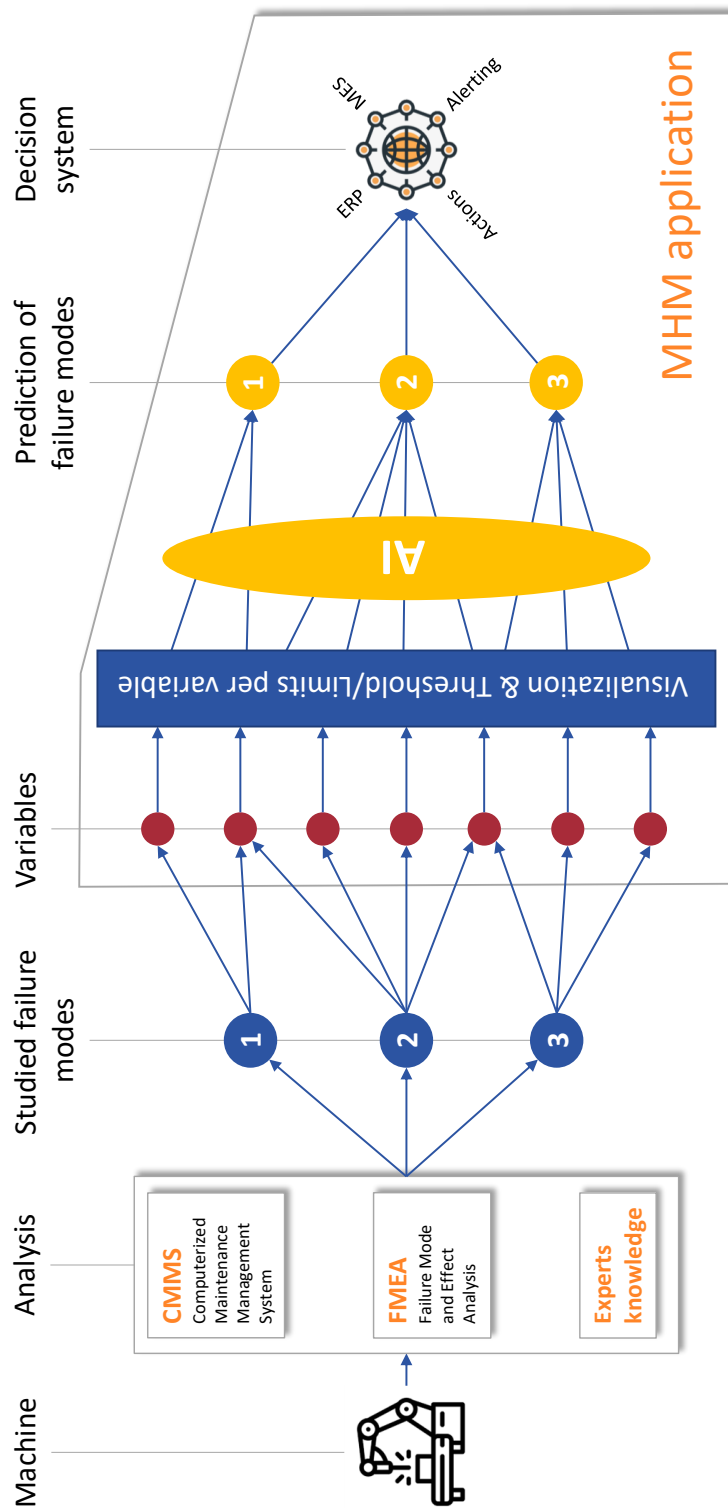 Machine
Analysis
Studied failure
modes
Variables
Prediction of
failure modes
Decision
system
CMMS
Computerized
Maintenance
Management
System
FMEA
Failure Mode
and Effect
Analysis
Experts
knowledge
1
2
3
Visualization & Threshold/Limits per variable
AI
1
2
3
ERP
MES
Actions
Alerting
MHM application